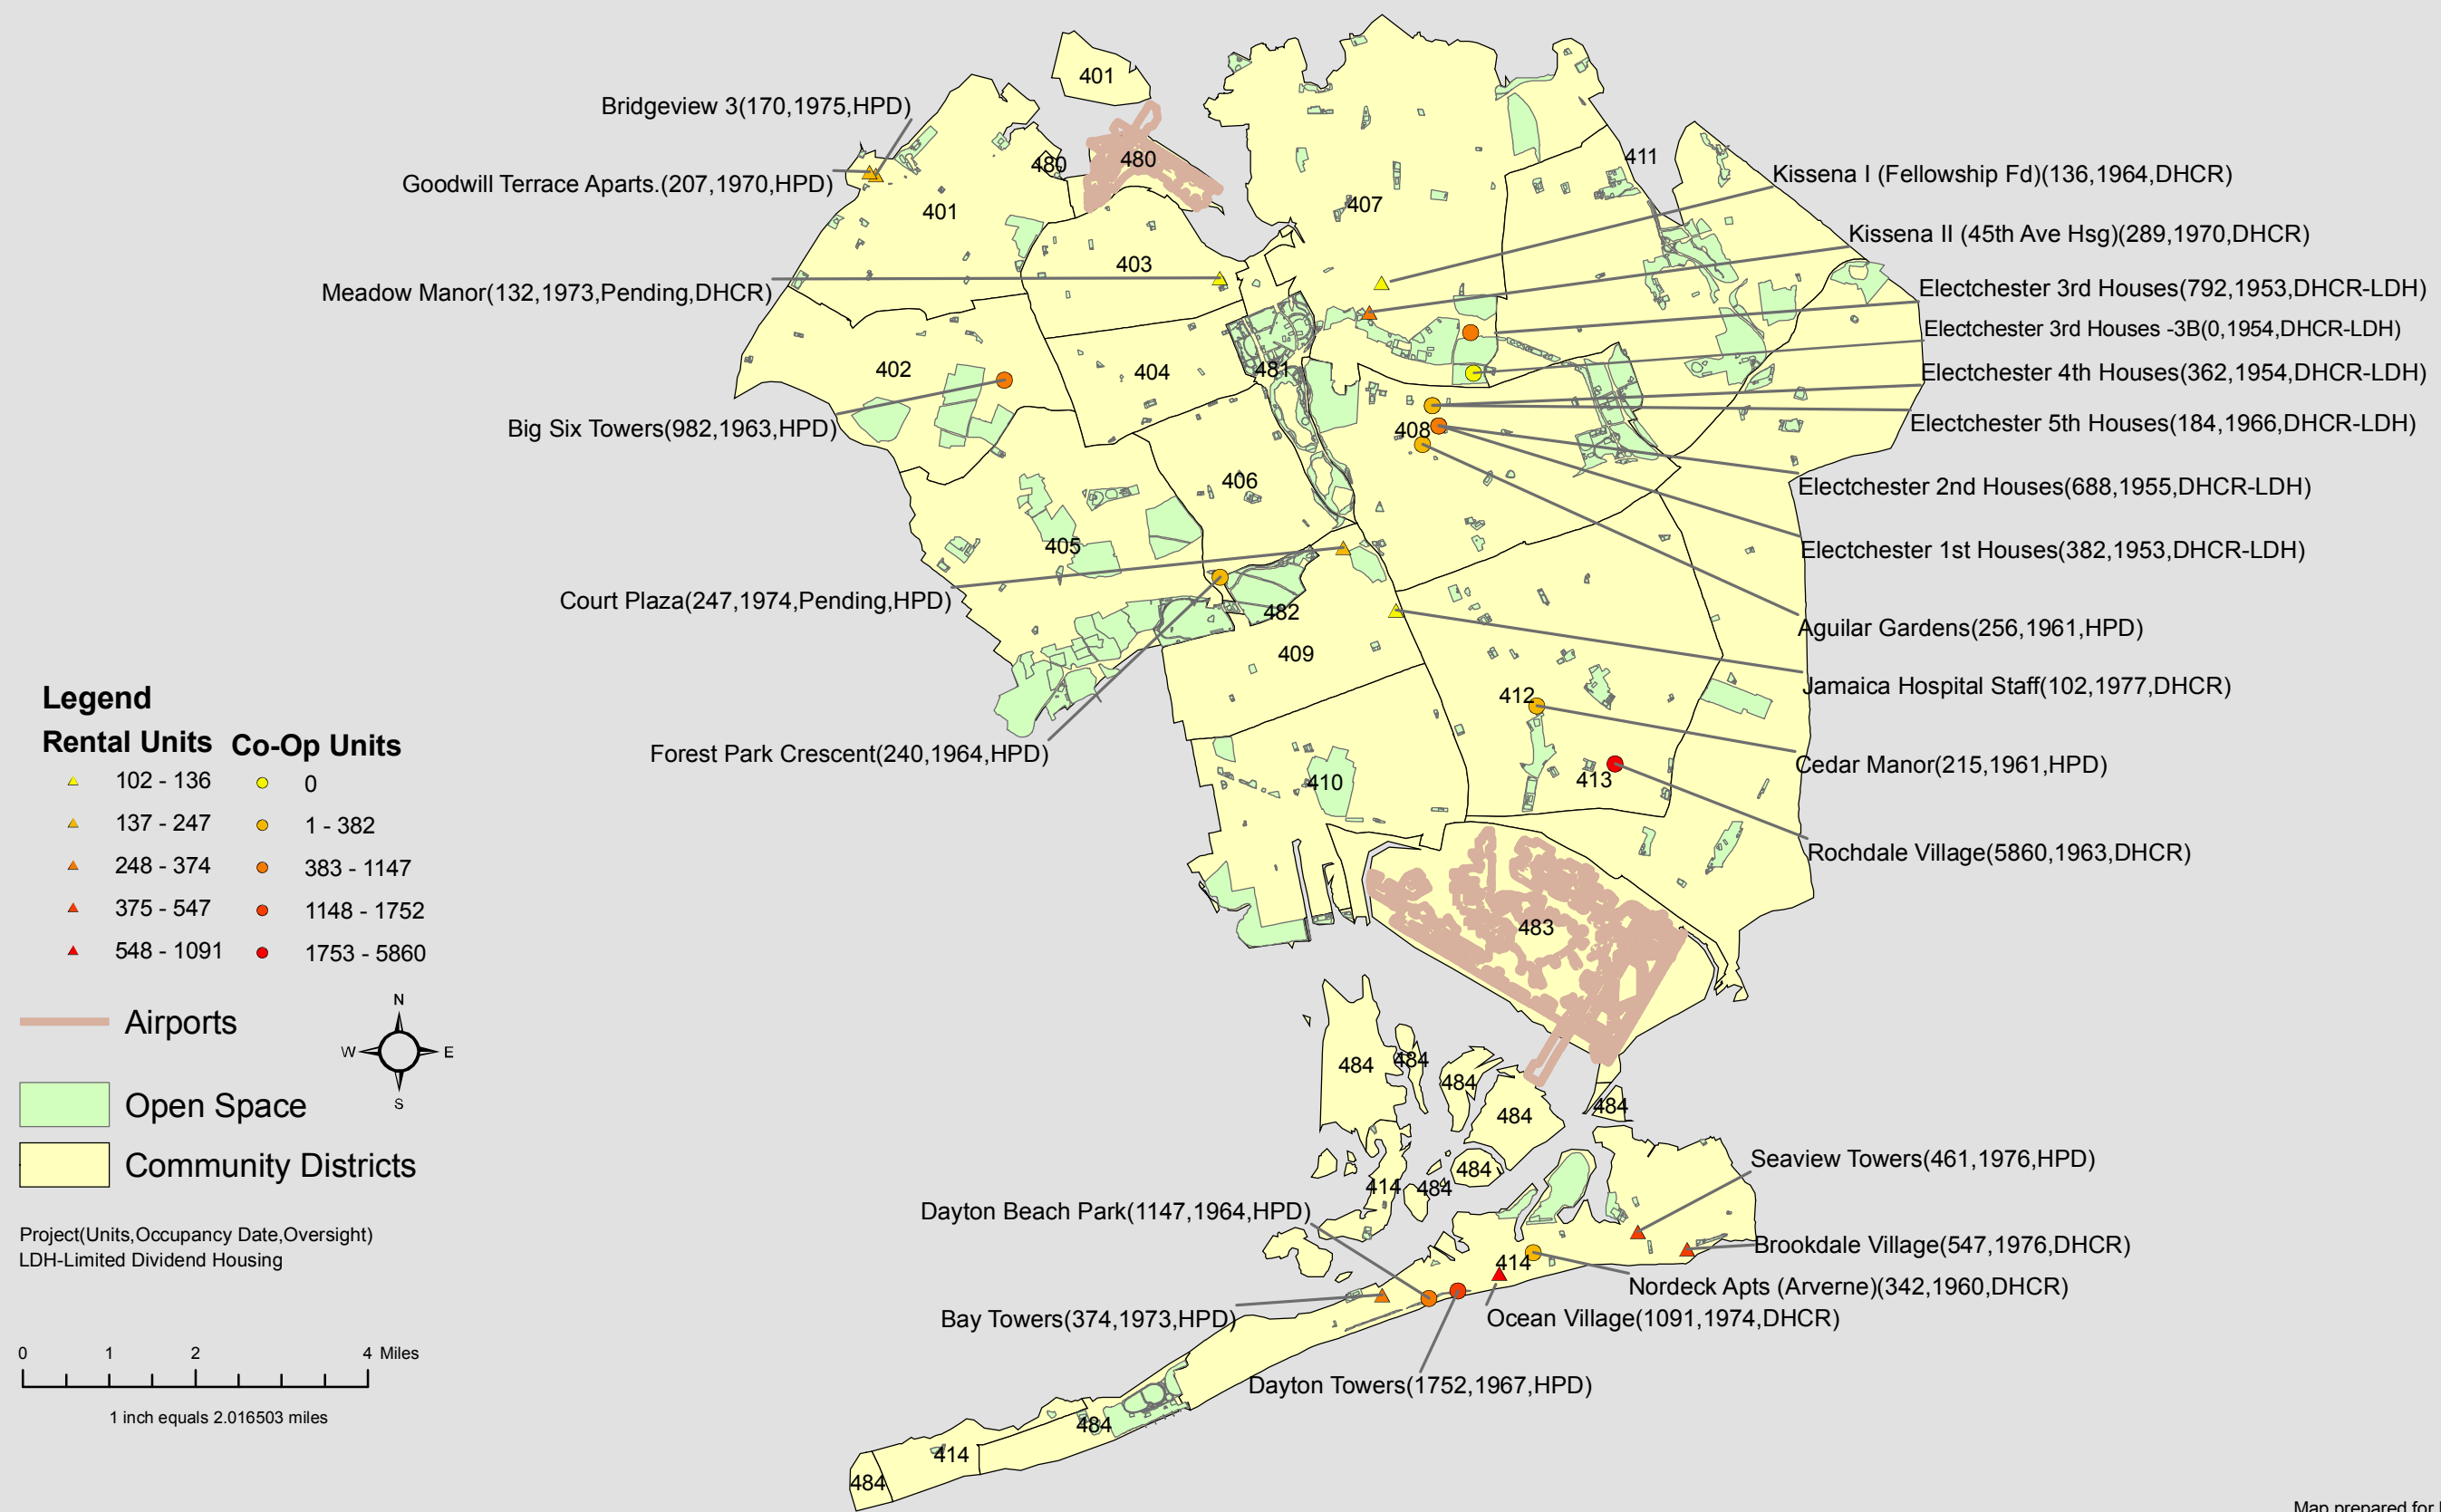 401
Bridgeview 3(170,1975,HPD)
480
480
411
Kissena I (Fellowship Fd)(136,1964,DHCR)
Goodwill Terrace Aparts.(207,1970,HPD)
401
407
Kissena II (45th Ave Hsg)(289,1970,DHCR)
403
Meadow Manor(132,1973,Pending,DHCR)
Electchester 3rd Houses(792,1953,DHCR-LDH)
Electchester 3rd Houses -3B(0,1954,DHCR-LDH)
402
404
481
Electchester 4th Houses(362,1954,DHCR-LDH)
Big Six Towers(982,1963,HPD)
408
Electchester 5th Houses(184,1966,DHCR-LDH)
406
Electchester 2nd Houses(688,1955,DHCR-LDH)
405
Electchester 1st Houses(382,1953,DHCR-LDH)
Court Plaza(247,1974,Pending,HPD)
482
Aguilar Gardens(256,1961,HPD)
409
Jamaica Hospital Staff(102,1977,DHCR)
412
Forest Park Crescent(240,1964,HPD)
Cedar Manor(215,1961,HPD)
410
413
Rochdale Village(5860,1963,DHCR)
483
Legend
Rental Units Co-Op Units
102 - 136 0
137 - 247 1 - 382
248 - 374 383 - 1147
375 - 547 1148 - 1752
548 - 1091 1753 - 5860
Airports
N
W E
S
Open Space
Community Districts
Project(Units,Occupancy Date,Oversight)
LDH-Limited Dividend Housing
0 1 2 4 Miles
1 inch equals 2.016503 miles
484
484
484
484
484
484
414
484
Seaview Towers(461,1976,HPD)
Dayton Beach Park(1147,1964,HPD)
Brookdale Village(547,1976,DHCR)
414
Nordeck Apts (Arverne)(342,1960,DHCR)
Bay Towers(374,1973,HPD)
Ocean Village(1091,1974,DHCR)
Dayton Towers(1752,1967,HPD)
484
414
484
Map prepared for